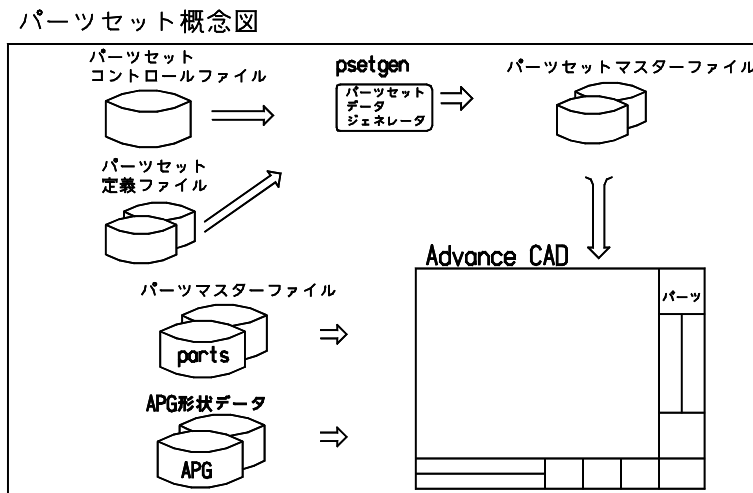 パーツセット概念図
パーツセット
コントロールファイル
psetgen
パーツセット
データ
ジェネレータ
パーツセットマスターファイル
パーツセット
定義ファイル
Advance CAD
パーツ
パーツマスターファイル
parts
APG形状データ
APG